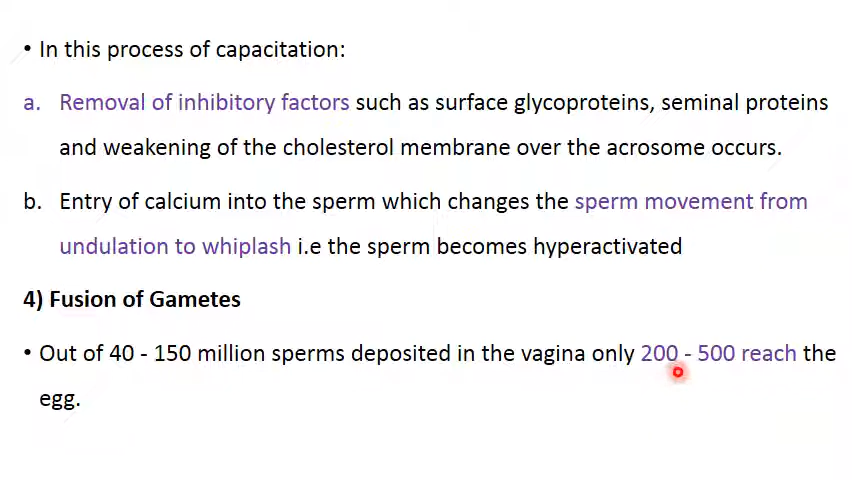 • In this process of capacitation:
a. Removal of inhibitory factors such as surface glycoproteins, seminal proteins
and weakening of the cholesterol membrane over the acrosome occurs.
b. Entry of calcium into the sperm which changes the sperm movement from
undulation to whiplash i.e the sperm becomes hyperactivated
4) Fusion of Gametes
• Out of 40 - 150 million sperms deposited in the vagina only 200 - 500 reach the
egg.